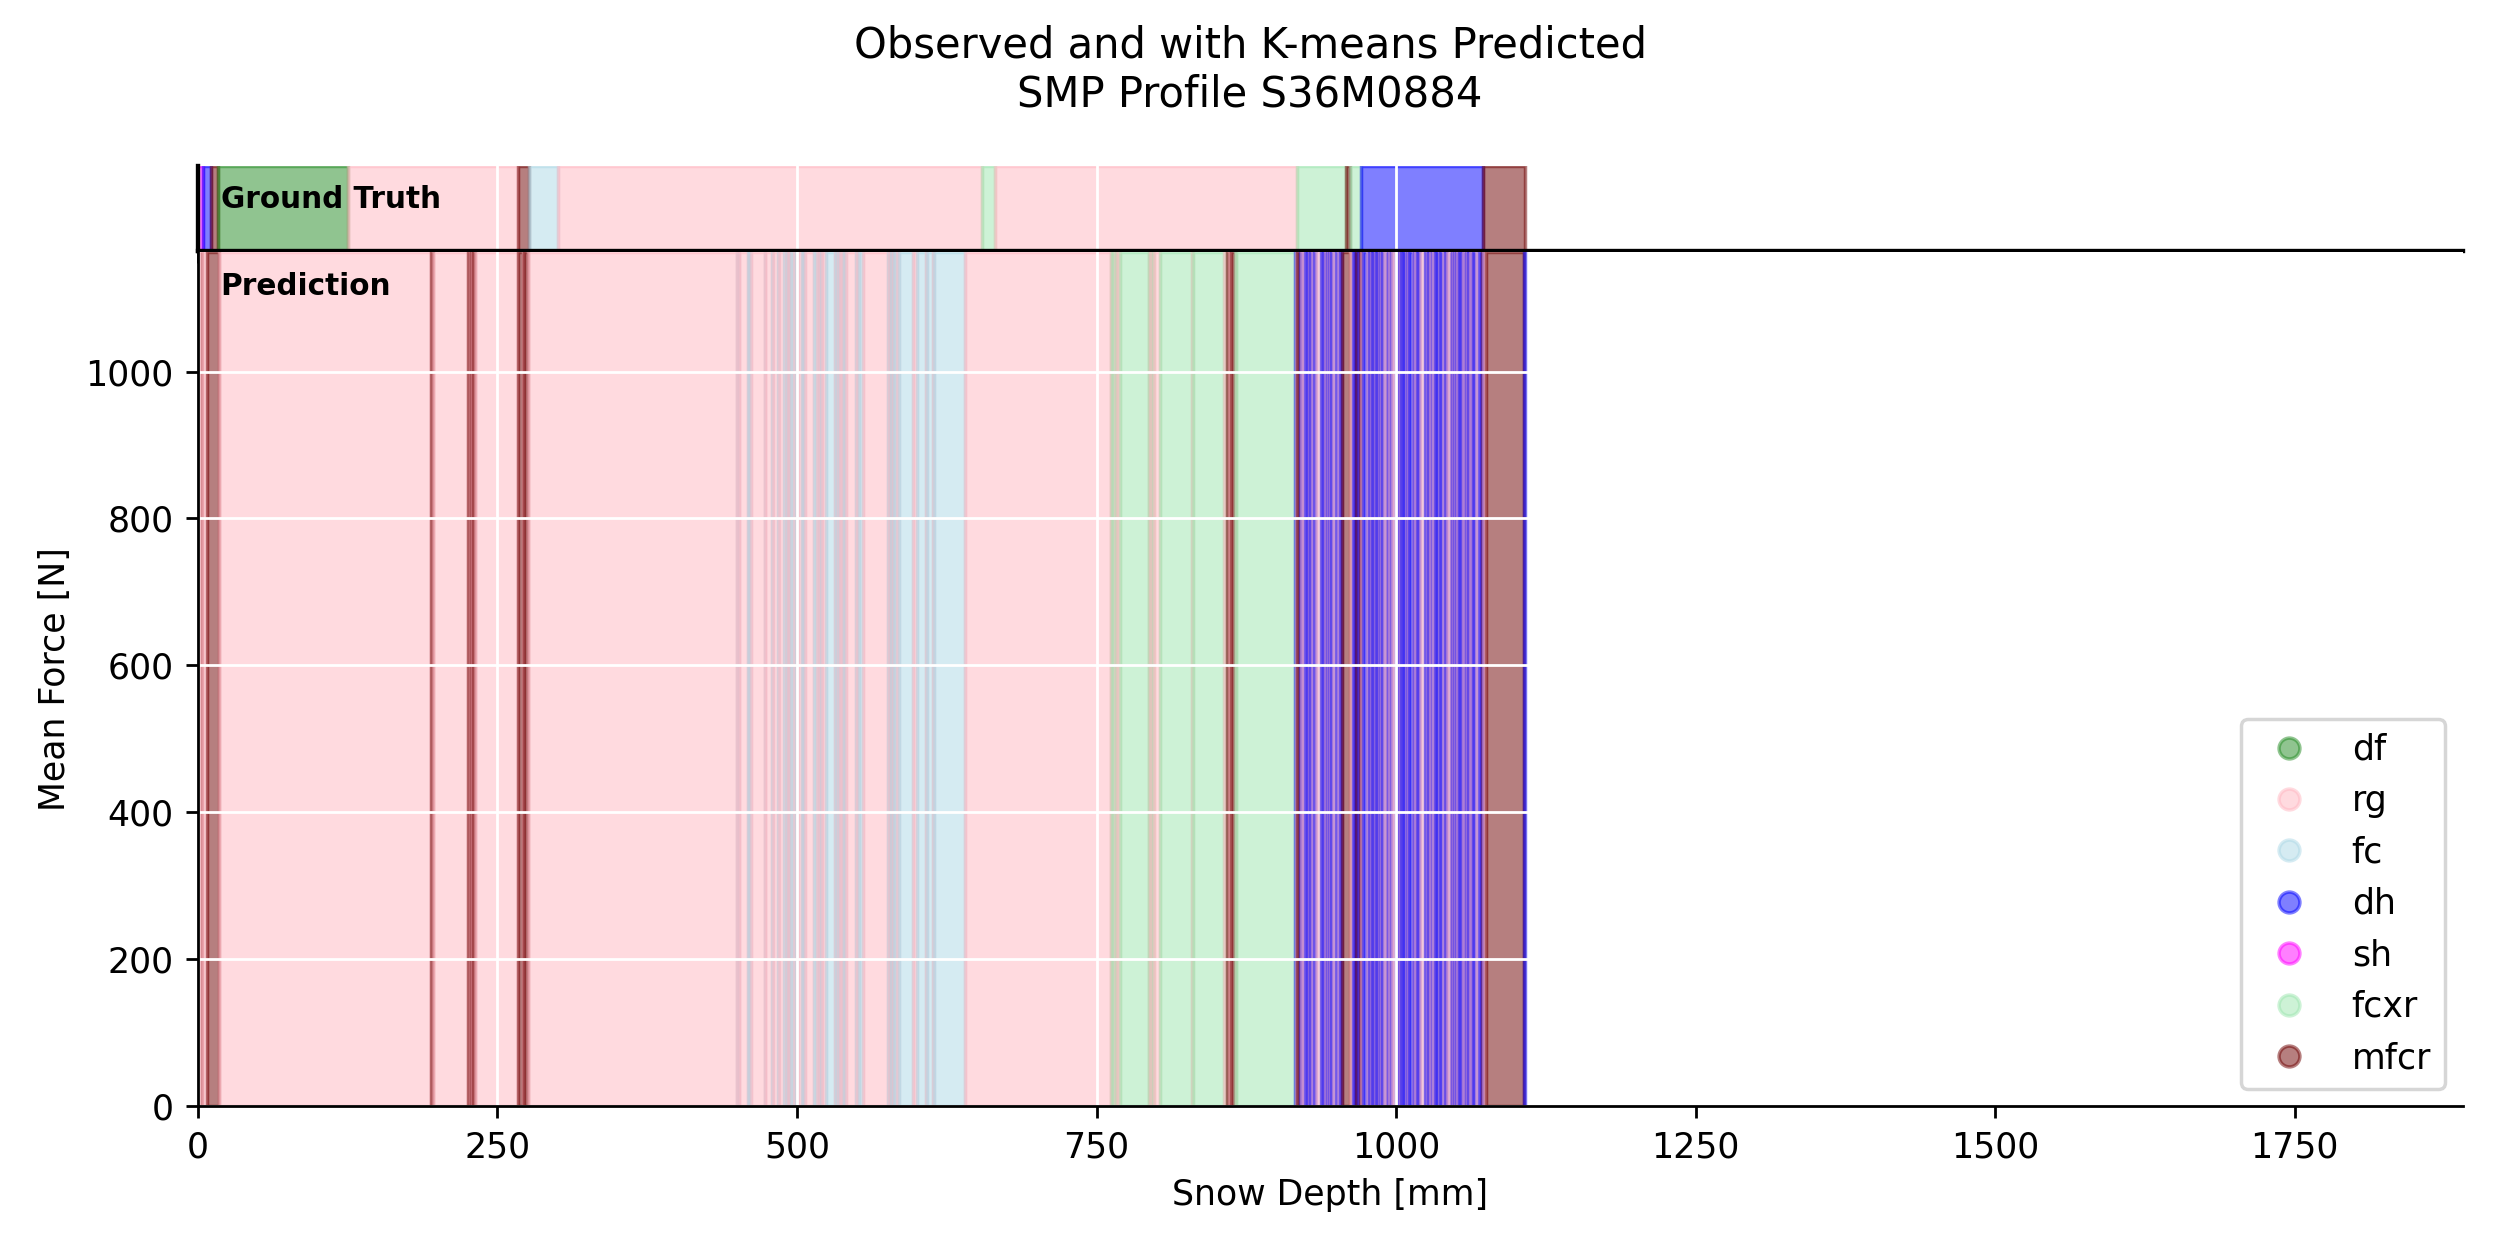 Observed and with K-means Predicted
SMP Profile S36M0884
Ground Truth
Prediction
1000
800
600
400
200
0
Mean Force [N]
0 250 500 750 1000 1250 1500 1750
Snow Depth [mm]
df
rg
fc
dh
sh
fcxr
mfcr